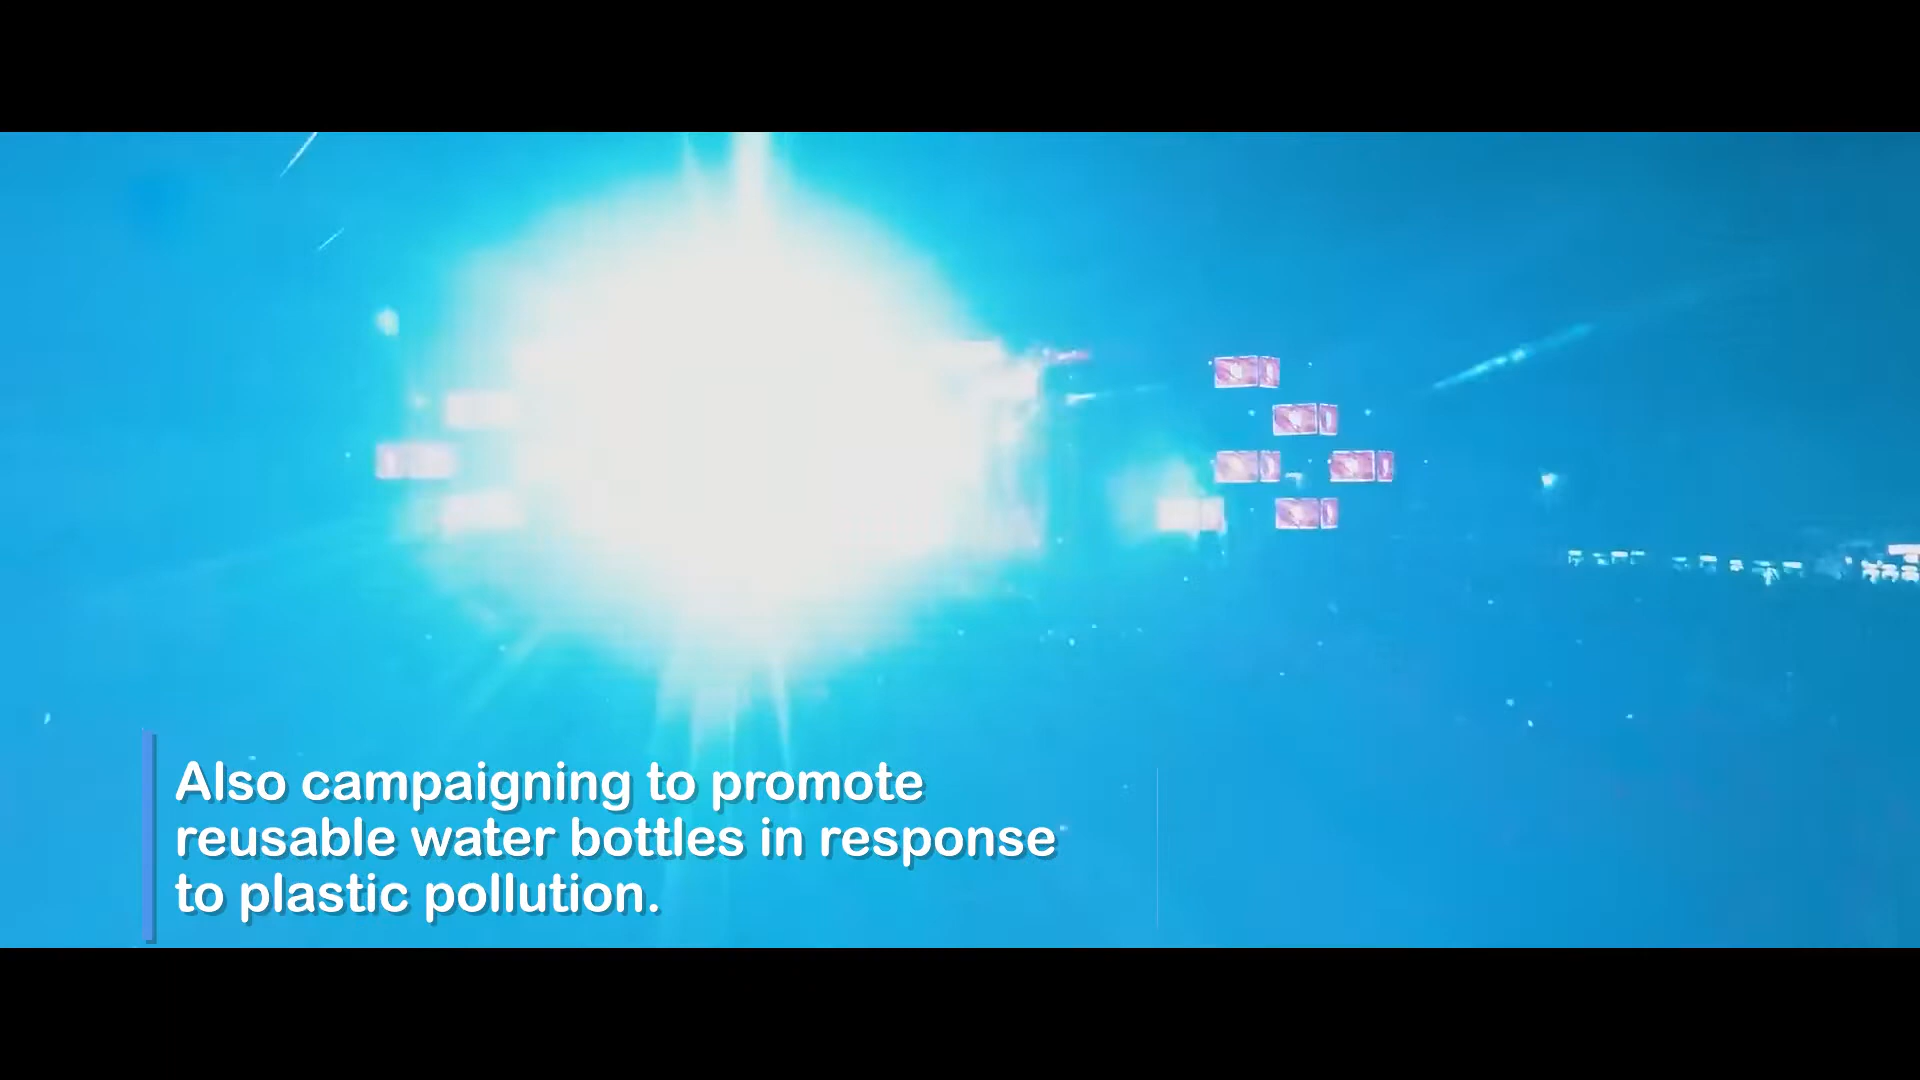 Also campaigning to promote
reusable water bottles in response
to plastic pollution.